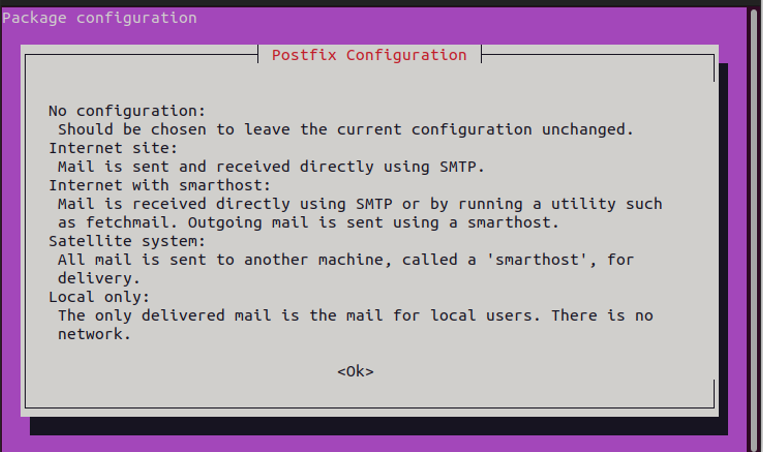 Package configuration
Postfix Configuration
No configuration:
Should be chosen to leave the current configuration unchanged.
Internet site:
Mail is sent and received directly using SMTP.
Internet with smarthost:
Mail is received directly using SMTP or by running a utility such
as fetchmail. Outgoing mail is sent using a smarthost.
Satellite system:
All mail is sent to another machine, called a 'smarthost', for
delivery.
Local only:
The only delivered mail is the mail for local users. There is no
network.
<Ok>